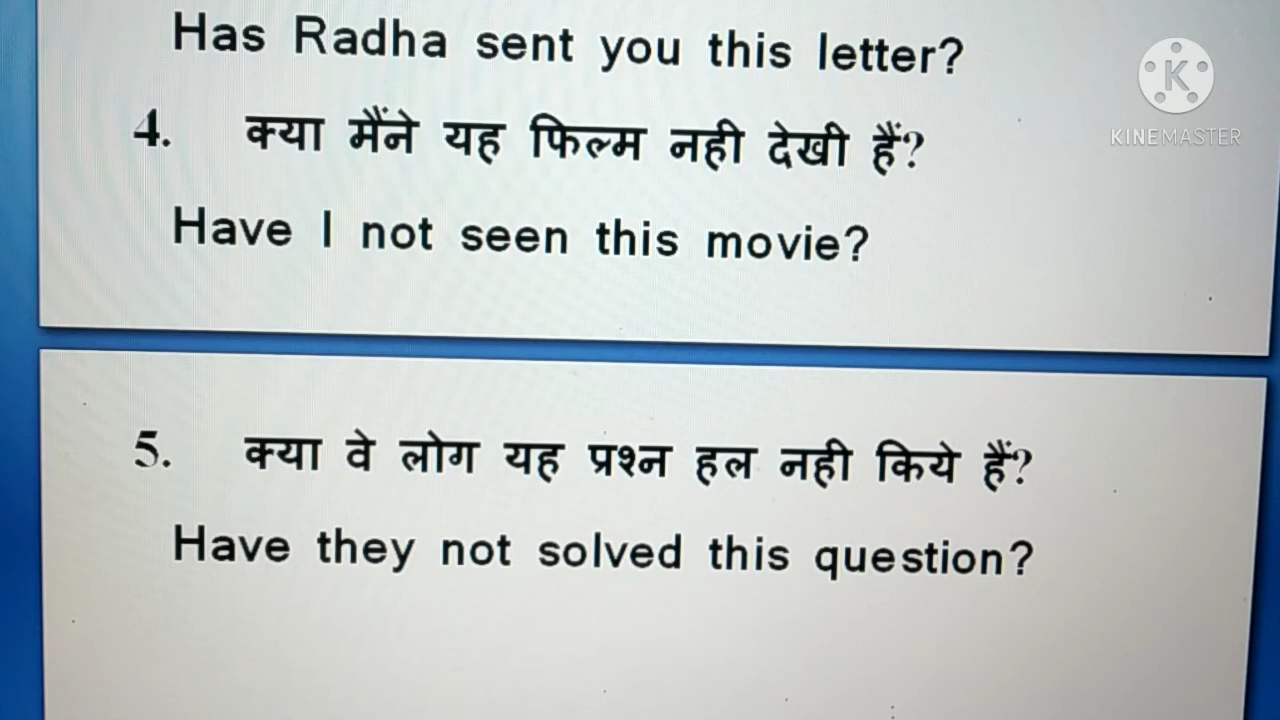 Has Radha sent you this letter?
4. क्या मैंने यह फिल्म नही देखी हैं?
Have I not seen this movie?
5. क्या वे लोग यह प्रश्न हल नही किये हैं?
Have they not solved this question?
K
KINEMASTER